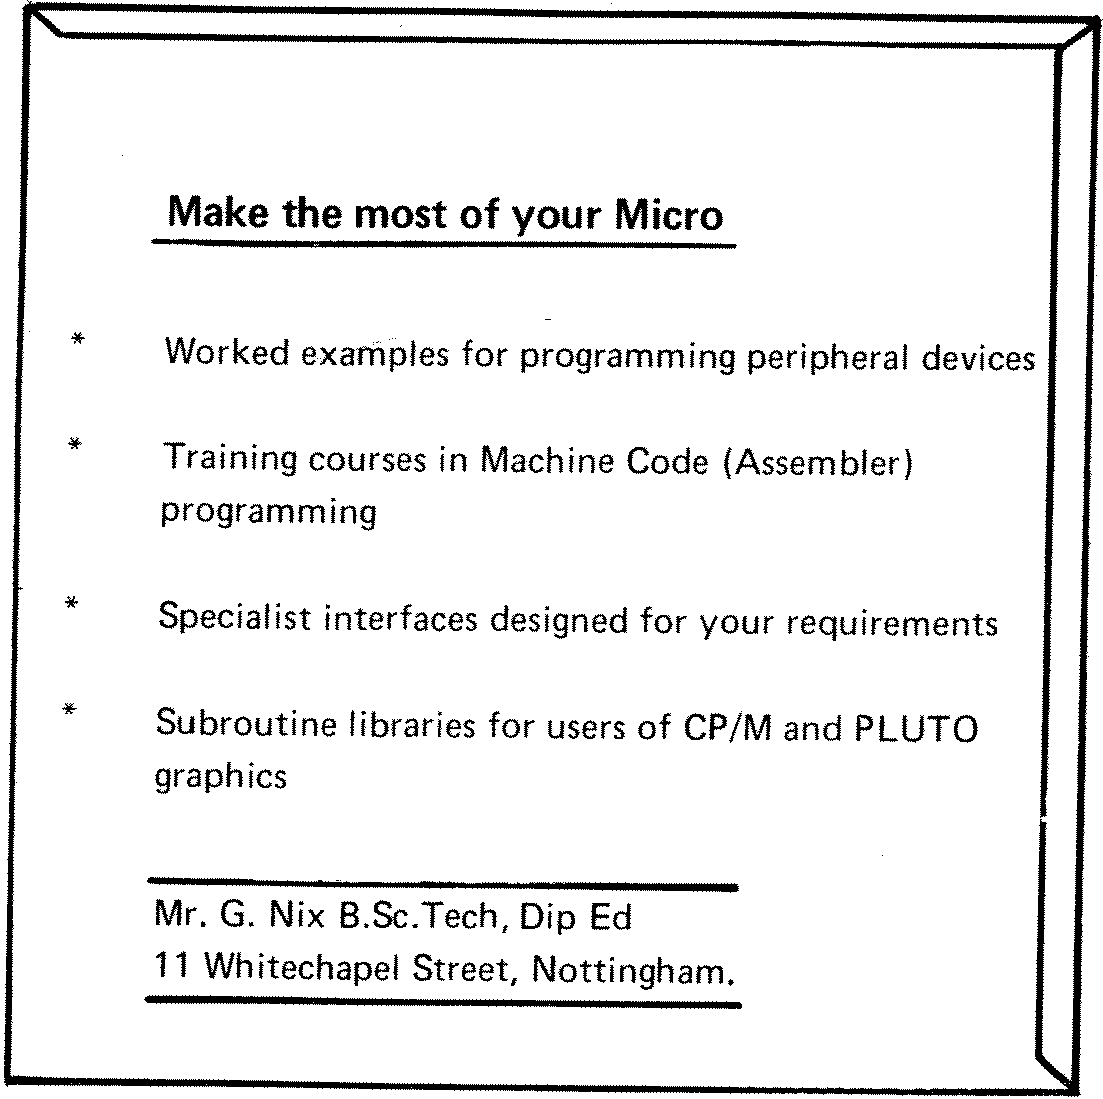 Make the most of your Micro
* Worked examples for programming peripheral devices
* Training courses in Machine Code (Assembler)
programming
* Specialist interfaces designed for your requirements
* Subroutine libraries for users of CP/M and PLUTO
graphics
Mr. G. Nix B.Sc.Tech, Dip Ed
11 Whitechapel Street, Nottingham.